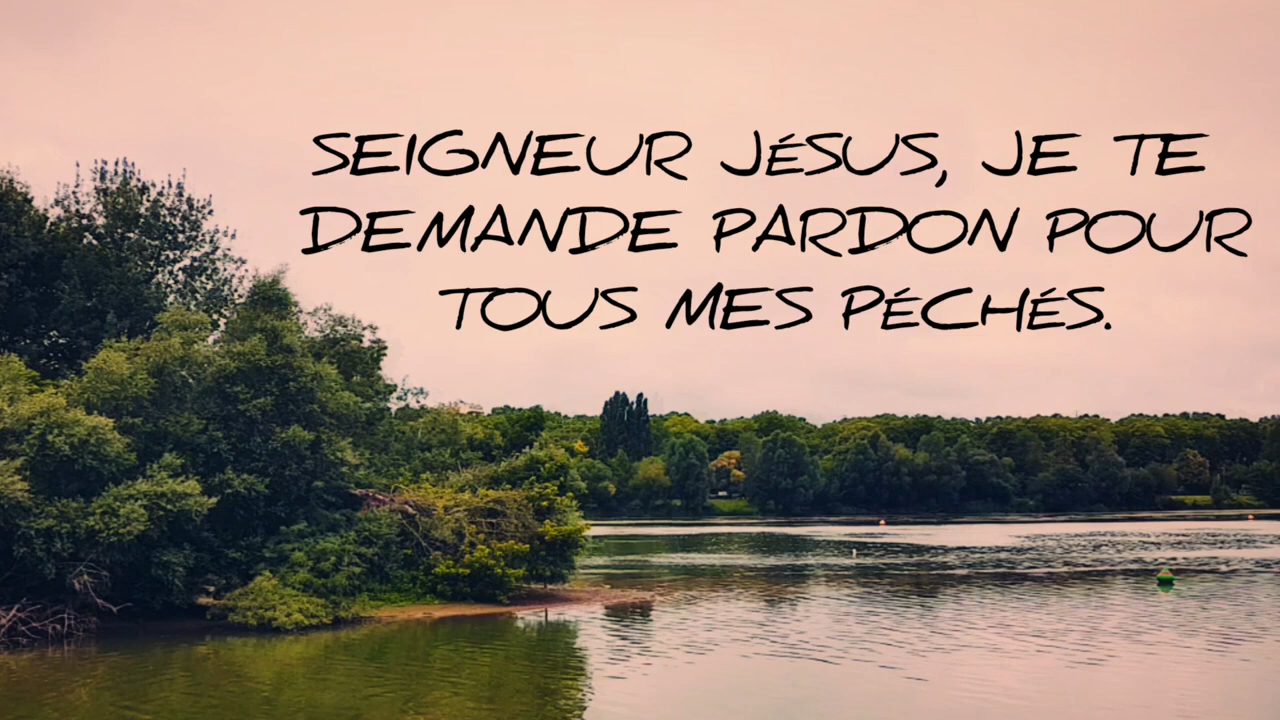 SEIGNEUR JÉSUS, JE TE
DEMANDE PARDON POUR
TOUS MES PÉCHÉS.